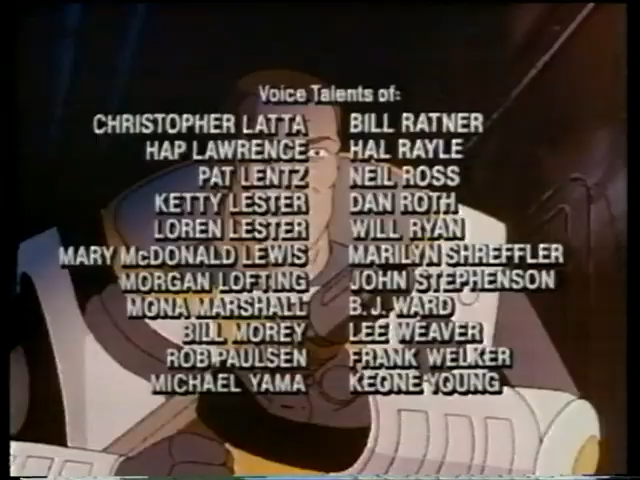 Voice Talents of:
CHRISTOPHER LATTA BILL RATNER
HAP LAWRENCE HAL RAYLE
PAT LENTZ NEIL ROSS
KETTY LESTER DAN ROTH
LOREN LESTER WILL RYAN
MARY McDONALD LEWIS MARILYN SHREFFLER
MORGAN LOFTING JOHN STEPHENSON
MONA MARSHALL B.J. WARD
BILL MOREY LEE WEAVER
ROB PAULSEN FRANK WELKER
MICHAEL YAMA KEONE YOUNG